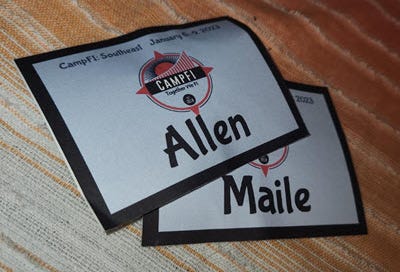 CampFI: Southeast January 6-9, 2023
CAMPFI
Together We FI
Allen
2023
Maile